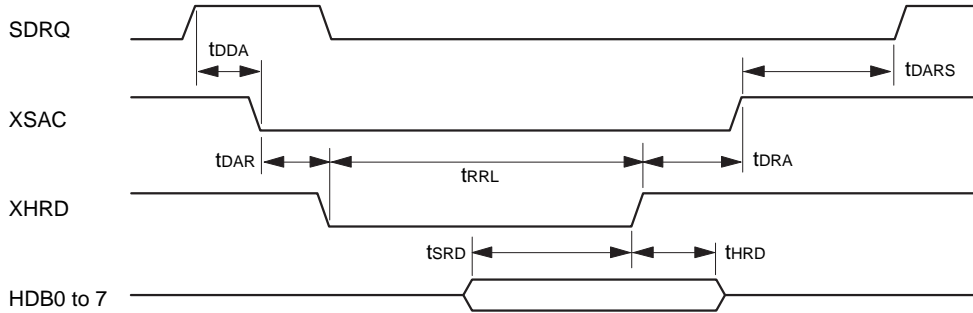 SDRQ
tDDA
tDARS
XSAC
tDAR
tRRL
tDRA
XHRD
tSRD
tHRD
HDB0 to 7